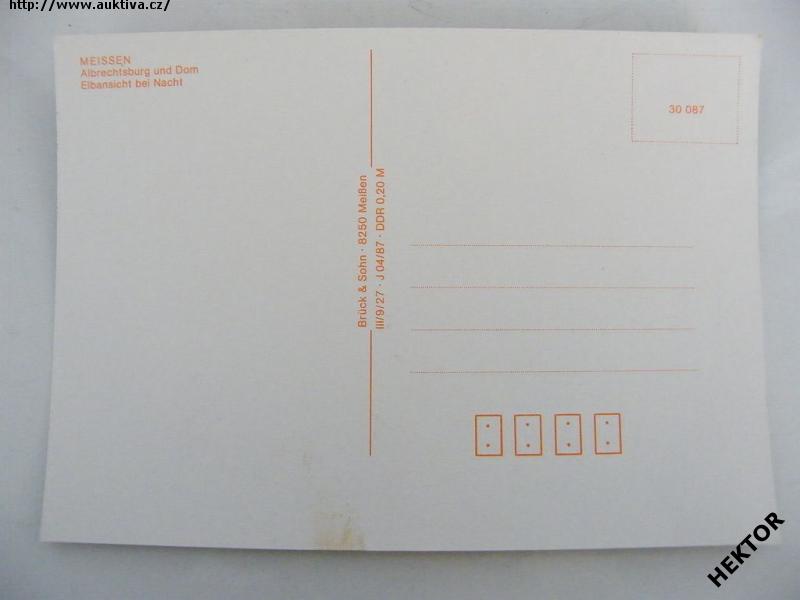 http://www.auktiva.cz/
MEISSEN
Albrechtsburg und Dom
Elbansicht bei Nacht
30 087
Brück & Sohn · 8250 Meißen
III/9/27 · J 04/87 · DDR 0,20 M
HEKTOR